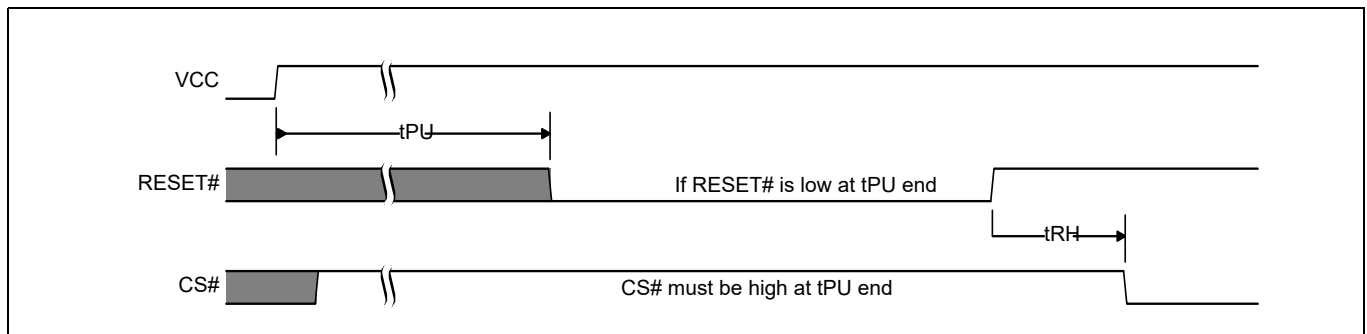 VCC
tPU
RESET#
If RESET# is low at tPU end
tRH
CS#
CS# must be high at tPU end